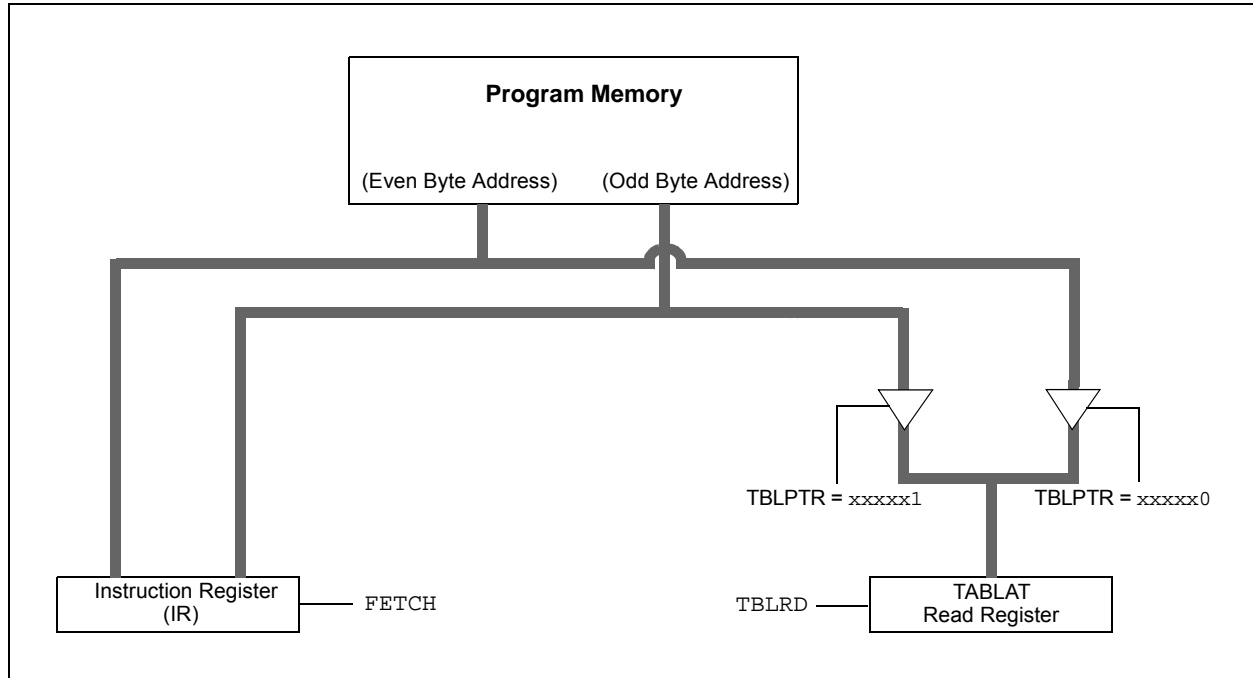 Program Memory
(Even Byte Address) (Odd Byte Address)
TBLPTR = xxxxx1 TBLPTR = xxxxx0
Instruction Register
(IR)
FETCH
TBLRD
TABLAT
Read Register